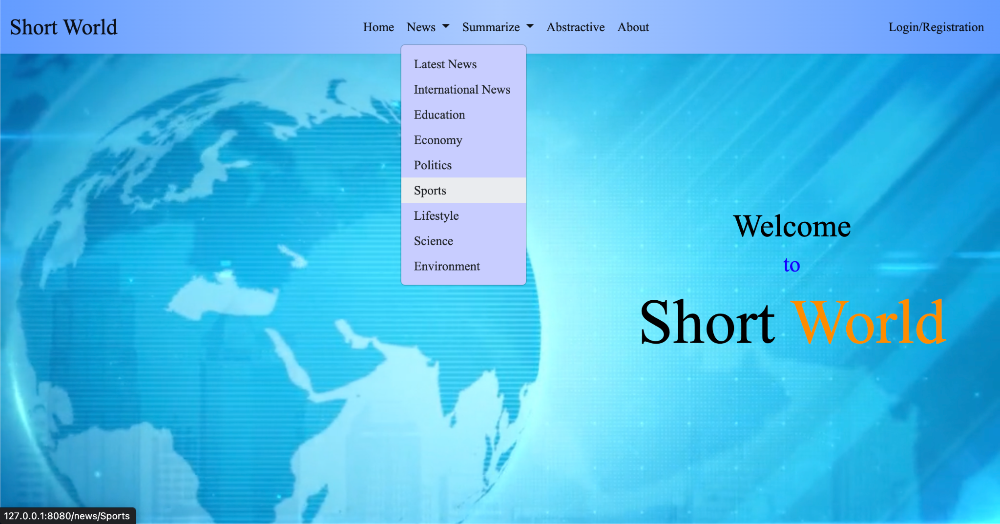 Short World
Home News Summarize Abstractive About
Login/Registration
Latest News
International News
Education
Economy
Politics
Sports
Lifestyle
Science
Environment
Welcome
to
Short World
127.0.0.1:8080/news/Sports